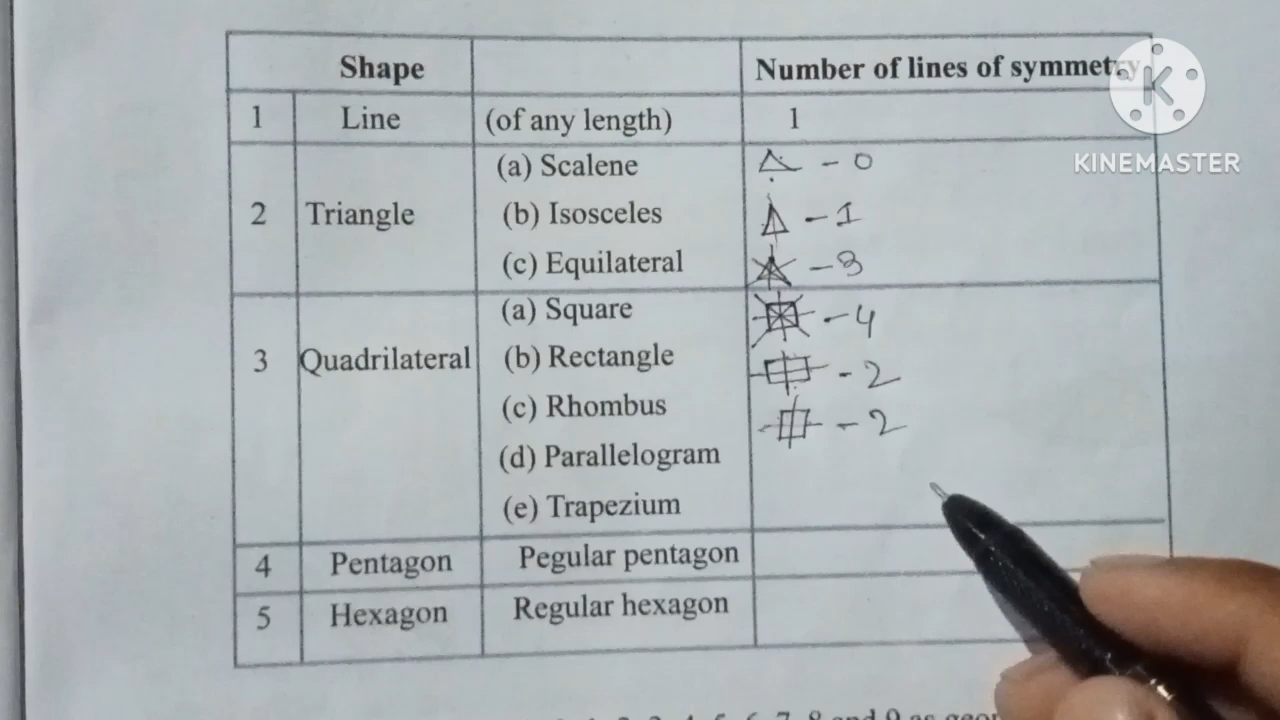 Shape Number of lines of symmetry
1 Line (of any length) 1
2 Triangle (a) Scalene - 0
(b) Isosceles - 1
(c) Equilateral - 3
3 Quadrilateral (a) Square - 4
(b) Rectangle - 2
(c) Rhombus - 2
(d) Parallelogram
(e) Trapezium
4 Pentagon Pegular pentagon
5 Hexagon Regular hexagon
K
KINEMASTER